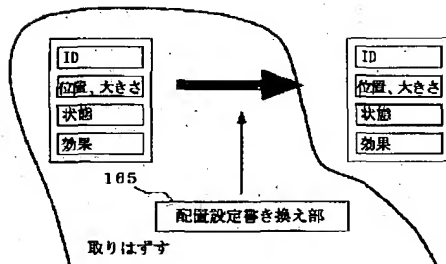 ID
位置、大きさ
状態
効果
ID
位置、大きさ
状態
効果
165
配置設定書き換え部
取りはずす